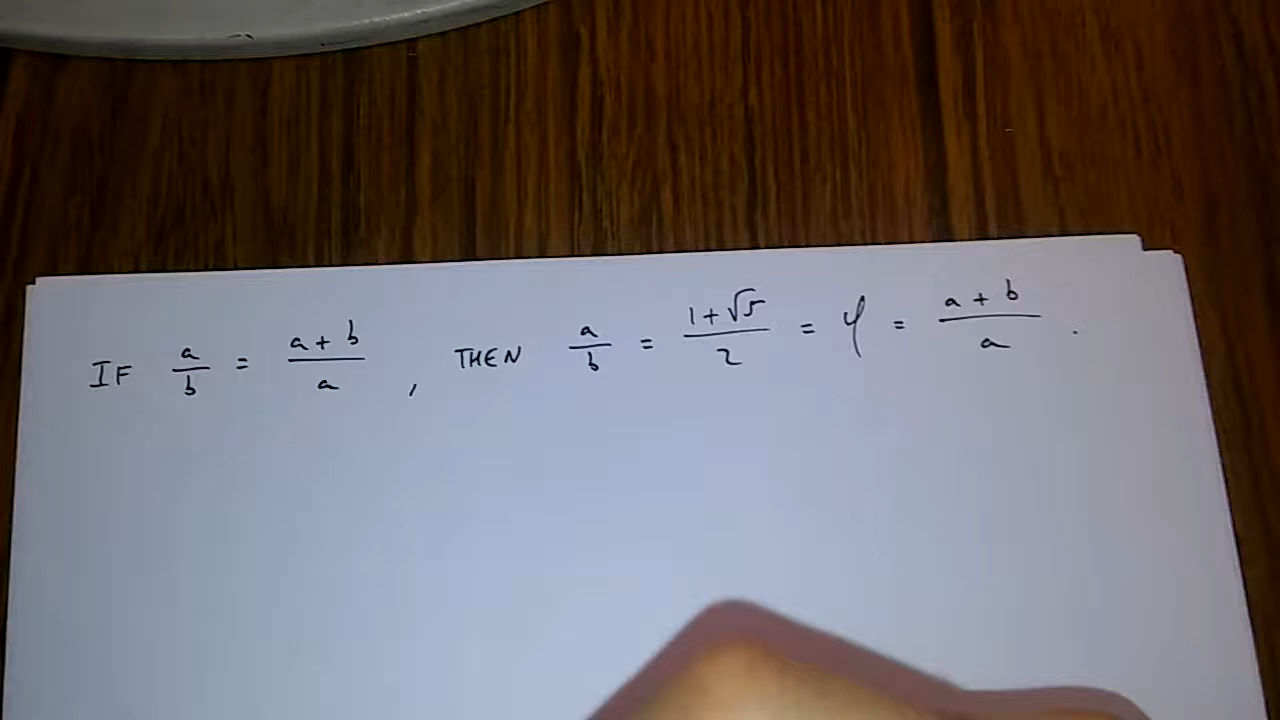 IF a/b = (a + b)/a , THEN a/b = (1 + √5)/2 = φ = (a + b)/a .